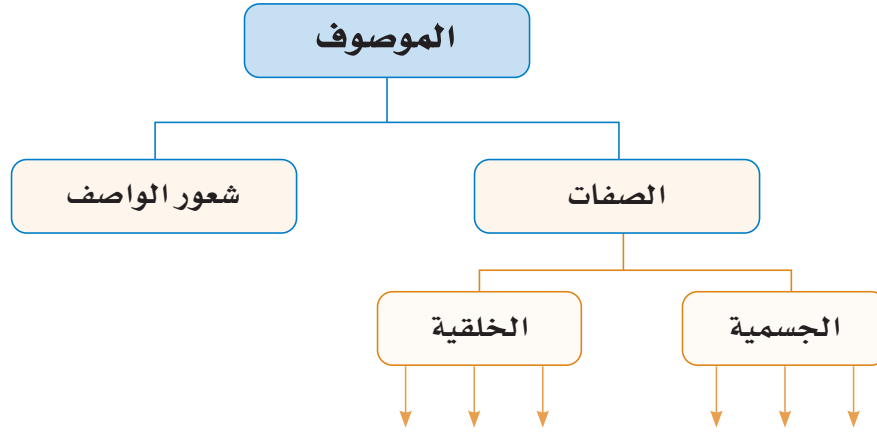 الموصوف
الصفات
شعور الواصف
الجسمية
الخلقية